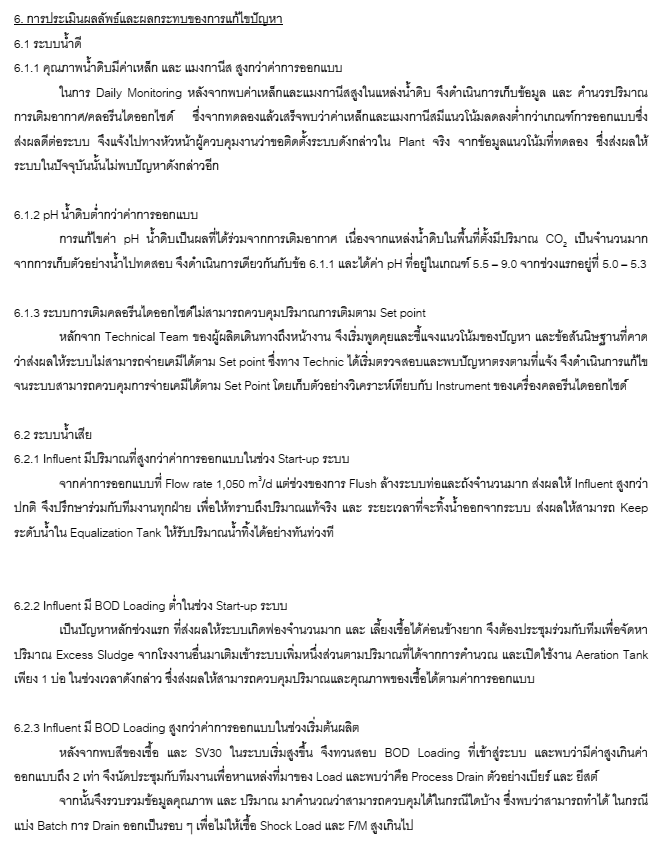 6. การประเมินผลลัพธ์และผลกระทบของการแก้ไขปัญหา
6.1 ระบบน้ำดี
6.1.1 คุณภาพน้ำดิบมีค่าเหล็ก และ แมงกานีส สูงกว่าค่าการออกแบบ
ในการ Daily Monitoring หลังจากพบค่าเหล็กและแมงกานีสสูงในแหล่งน้ำดิบ จึงดำเนินการเก็บข้อมูล และ คำนวรปริมาณ
การเติมอากาศ/คลอรีนไดออกไซด์ ซึ่งจากทดลองแล้วเสร็จพบว่าค่าเหล็กและแมงกานีสมีแนวโน้มลดลงต่ำกว่าเกณฑ์การออกแบบซึ่ง
ส่งผลดีต่อระบบ จึงแจ้งไปทางหัวหน้าผู้ควบคุมงานว่าขอติดตั้งระบบดังกล่าวใน Plant จริง จากข้อมูลแนวโน้มที่ทดลอง ซึ่งส่งผลให้
ระบบในปัจจุบันนั้นไม่พบปัญหาดังกล่าวอีก
6.1.2 pH น้ำดิบต่ำกว่าค่าการออกแบบ
การแก้ไขค่า pH น้ำดิบเป็นผลที่ได้ร่วมจากการเติมอากาศ เนื่องจากแหล่งน้ำดิบในพื้นที่ตั้งมีปริมาณ CO₂ เป็นจำนวนมาก
จากการเก็บตัวอย่างน้ำไปทดสอบ จึงดำเนินการเดียวกันกับข้อ 6.1.1 และได้ค่า pH ที่อยู่ในเกณฑ์ 5.5 – 9.0 จากช่วงแรกอยู่ที่ 5.0 – 5.3
6.1.3 ระบบการเติมคลอรีนไดออกไซด์ไม่สามารถควบคุมปริมาณการเติมตาม Set point
หลักจาก Technical Team ของผู้ผลิตเดินทางถึงหน้างาน จึงเริ่มพูดคุยและชี้แจงแนวโน้มของปัญหา และข้อสันนิษฐานที่คาด
ว่าส่งผลให้ระบบไม่สามารถจ่ายเคมีได้ตาม Set point ซึ่งทาง Technic ได้เริ่มตรวจสอบและพบปัญหาตรงตามที่แจ้ง จึงดำเนินการแก้ไข
จนระบบสามารถควบคุมการจ่ายเคมีได้ตาม Set Point โดยเก็บตัวอย่างวิเคราะห์เทียบกับ Instrument ของเครื่องคลอรีนไดออกไซด์
6.2 ระบบน้ำเสีย
6.2.1 Influent มีปริมาณที่สูงกว่าค่าการออกแบบในช่วง Start-up ระบบ
จากค่าการออกแบบที่ Flow rate 1,050 m³/d แต่ช่วงของการ Flush ล้างระบบท่อและถังจำนวนมาก ส่งผลให้ Influent สูงกว่า
ปกติ จึงปรึกษาร่วมกับทีมงานทุกฝ่าย เพื่อให้ทราบถึงปริมาณแท้จริง และ ระยะเวลาที่จะทิ้งน้ำออกจากระบบ ส่งผลให้สามารถ Keep
ระดับน้ำใน Equalization Tank ให้รับปริมาณน้ำทิ้งได้อย่างทันท่วงที
6.2.2 Influent มี BOD Loading ต่ำในช่วง Start-up ระบบ
เป็นปัญหาหลักช่วงแรก ที่ส่งผลให้ระบบเกิดฟองจำนวนมาก และ เลี้ยงเชื้อได้ค่อนข้างยาก จึงต้องประชุมร่วมกับทีมเพื่อจัดหา
ปริมาณ Excess Sludge จากโรงงานอื่นมาเติมเข้าระบบเพิ่มหนึ่งส่วนตามปริมาณที่ได้จากการคำนวณ และเปิดใช้งาน Aeration Tank
เพียง 1 บ่อ ในช่วงเวลาดังกล่าว ซึ่งส่งผลให้สามารถควบคุมปริมาณและคุณภาพของเชื้อได้ตามค่าการออกแบบ
6.2.3 Influent มี BOD Loading สูงกว่าค่าการออกแบบในช่วงเริ่มต้นผลิต
หลังจากพบสีของเชื้อ และ SV30 ในระบบเริ่มสูงขึ้น จึงทวนสอบ BOD Loading ที่เข้าสู่ระบบ และพบว่ามีค่าสูงเกินค่า
ออกแบบถึง 2 เท่า จึงนัดประชุมกับทีมงานเพื่อหาแหล่งที่มาของ Load และพบว่าคือ Process Drain ตัวอย่างเบียร์ และ ยีสต์
จากนั้นจึงรวบรวมข้อมูลคุณภาพ และ ปริมาณ มาคำนวณว่าสามารถควบคุมได้ในกรณีใดบ้าง ซึ่งพบว่าสามารถทำได้ ในกรณี
แบ่ง Batch การ Drain ออกเป็นรอบ ๆ เพื่อไม่ให้เชื้อ Shock Load และ F/M สูงเกินไป